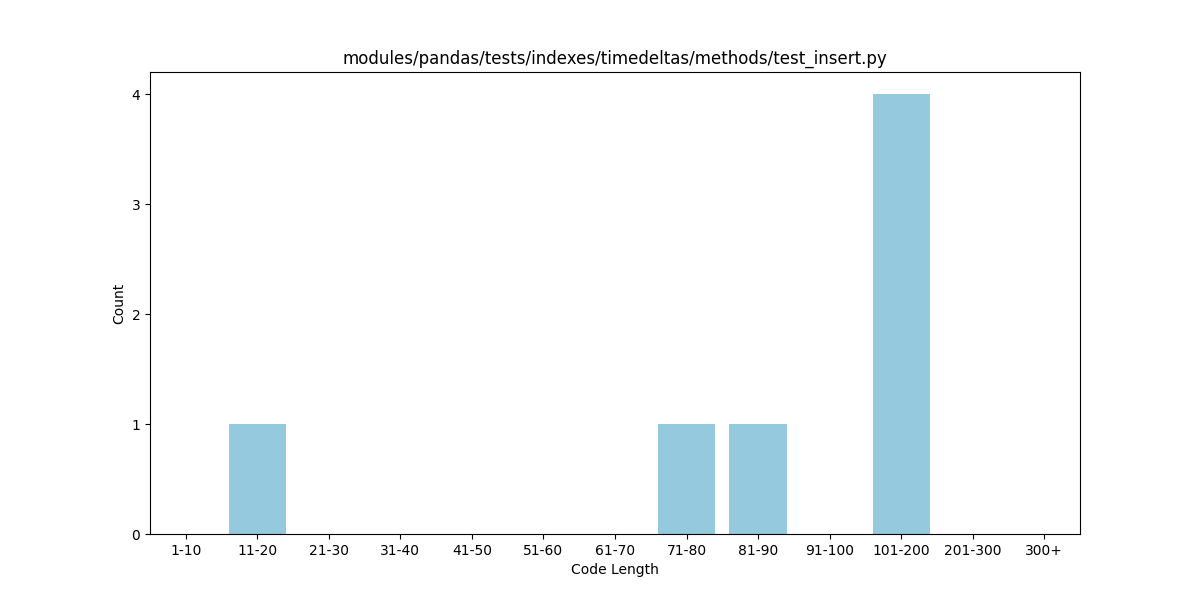 modules/pandas/tests/indexes/timedeltas/methods/test_insert.py
Count
4
3
2
1
0
1-10 11-20 21-30 31-40 41-50 51-60 61-70 71-80 81-90 91-100 101-200 201-300 300+
Code Length